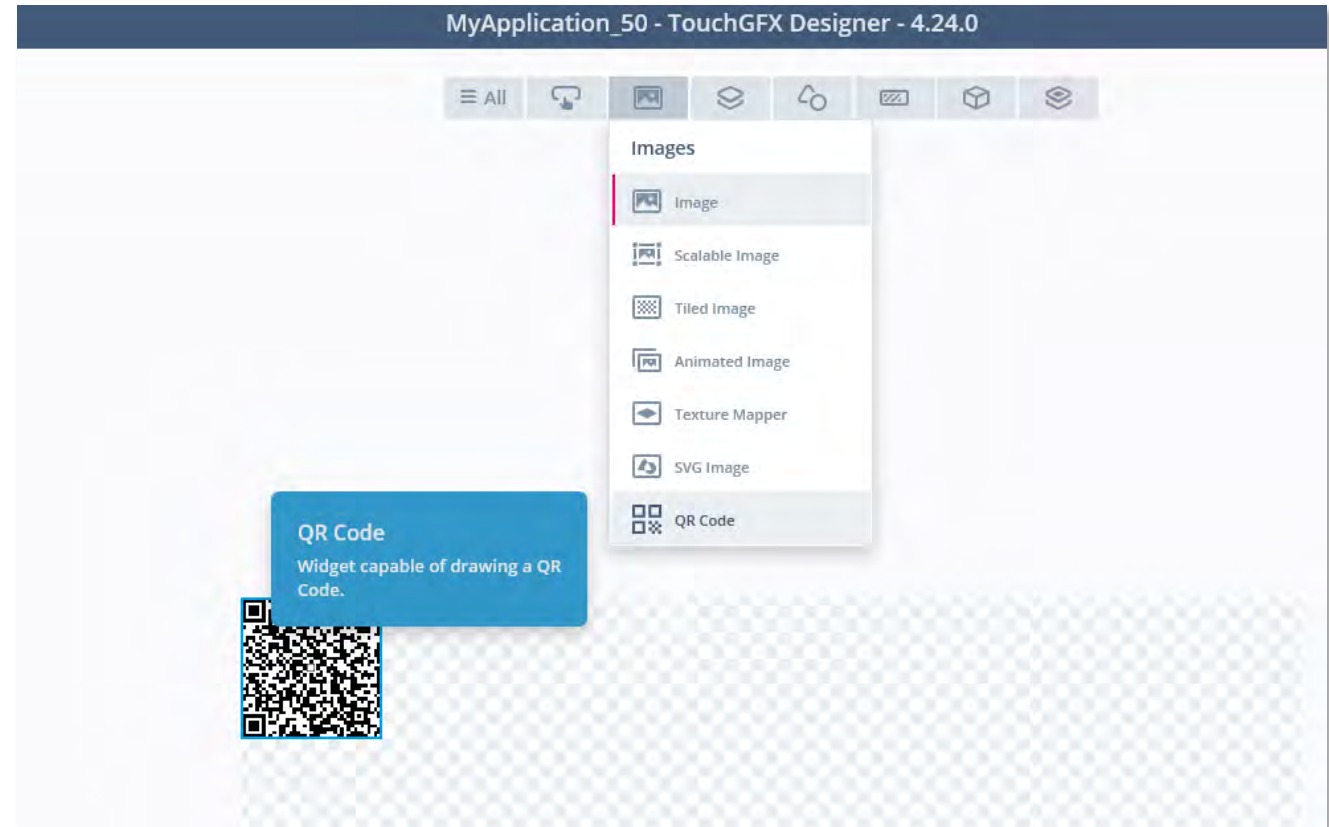 MyApplication_50 - TouchGFX Designer - 4.24.0
All
Images
Image
Scalable Image
Tiled Image
Animated Image
Texture Mapper
SVG Image
QR Code
QR Code
Widget capable of drawing a QR
Code.